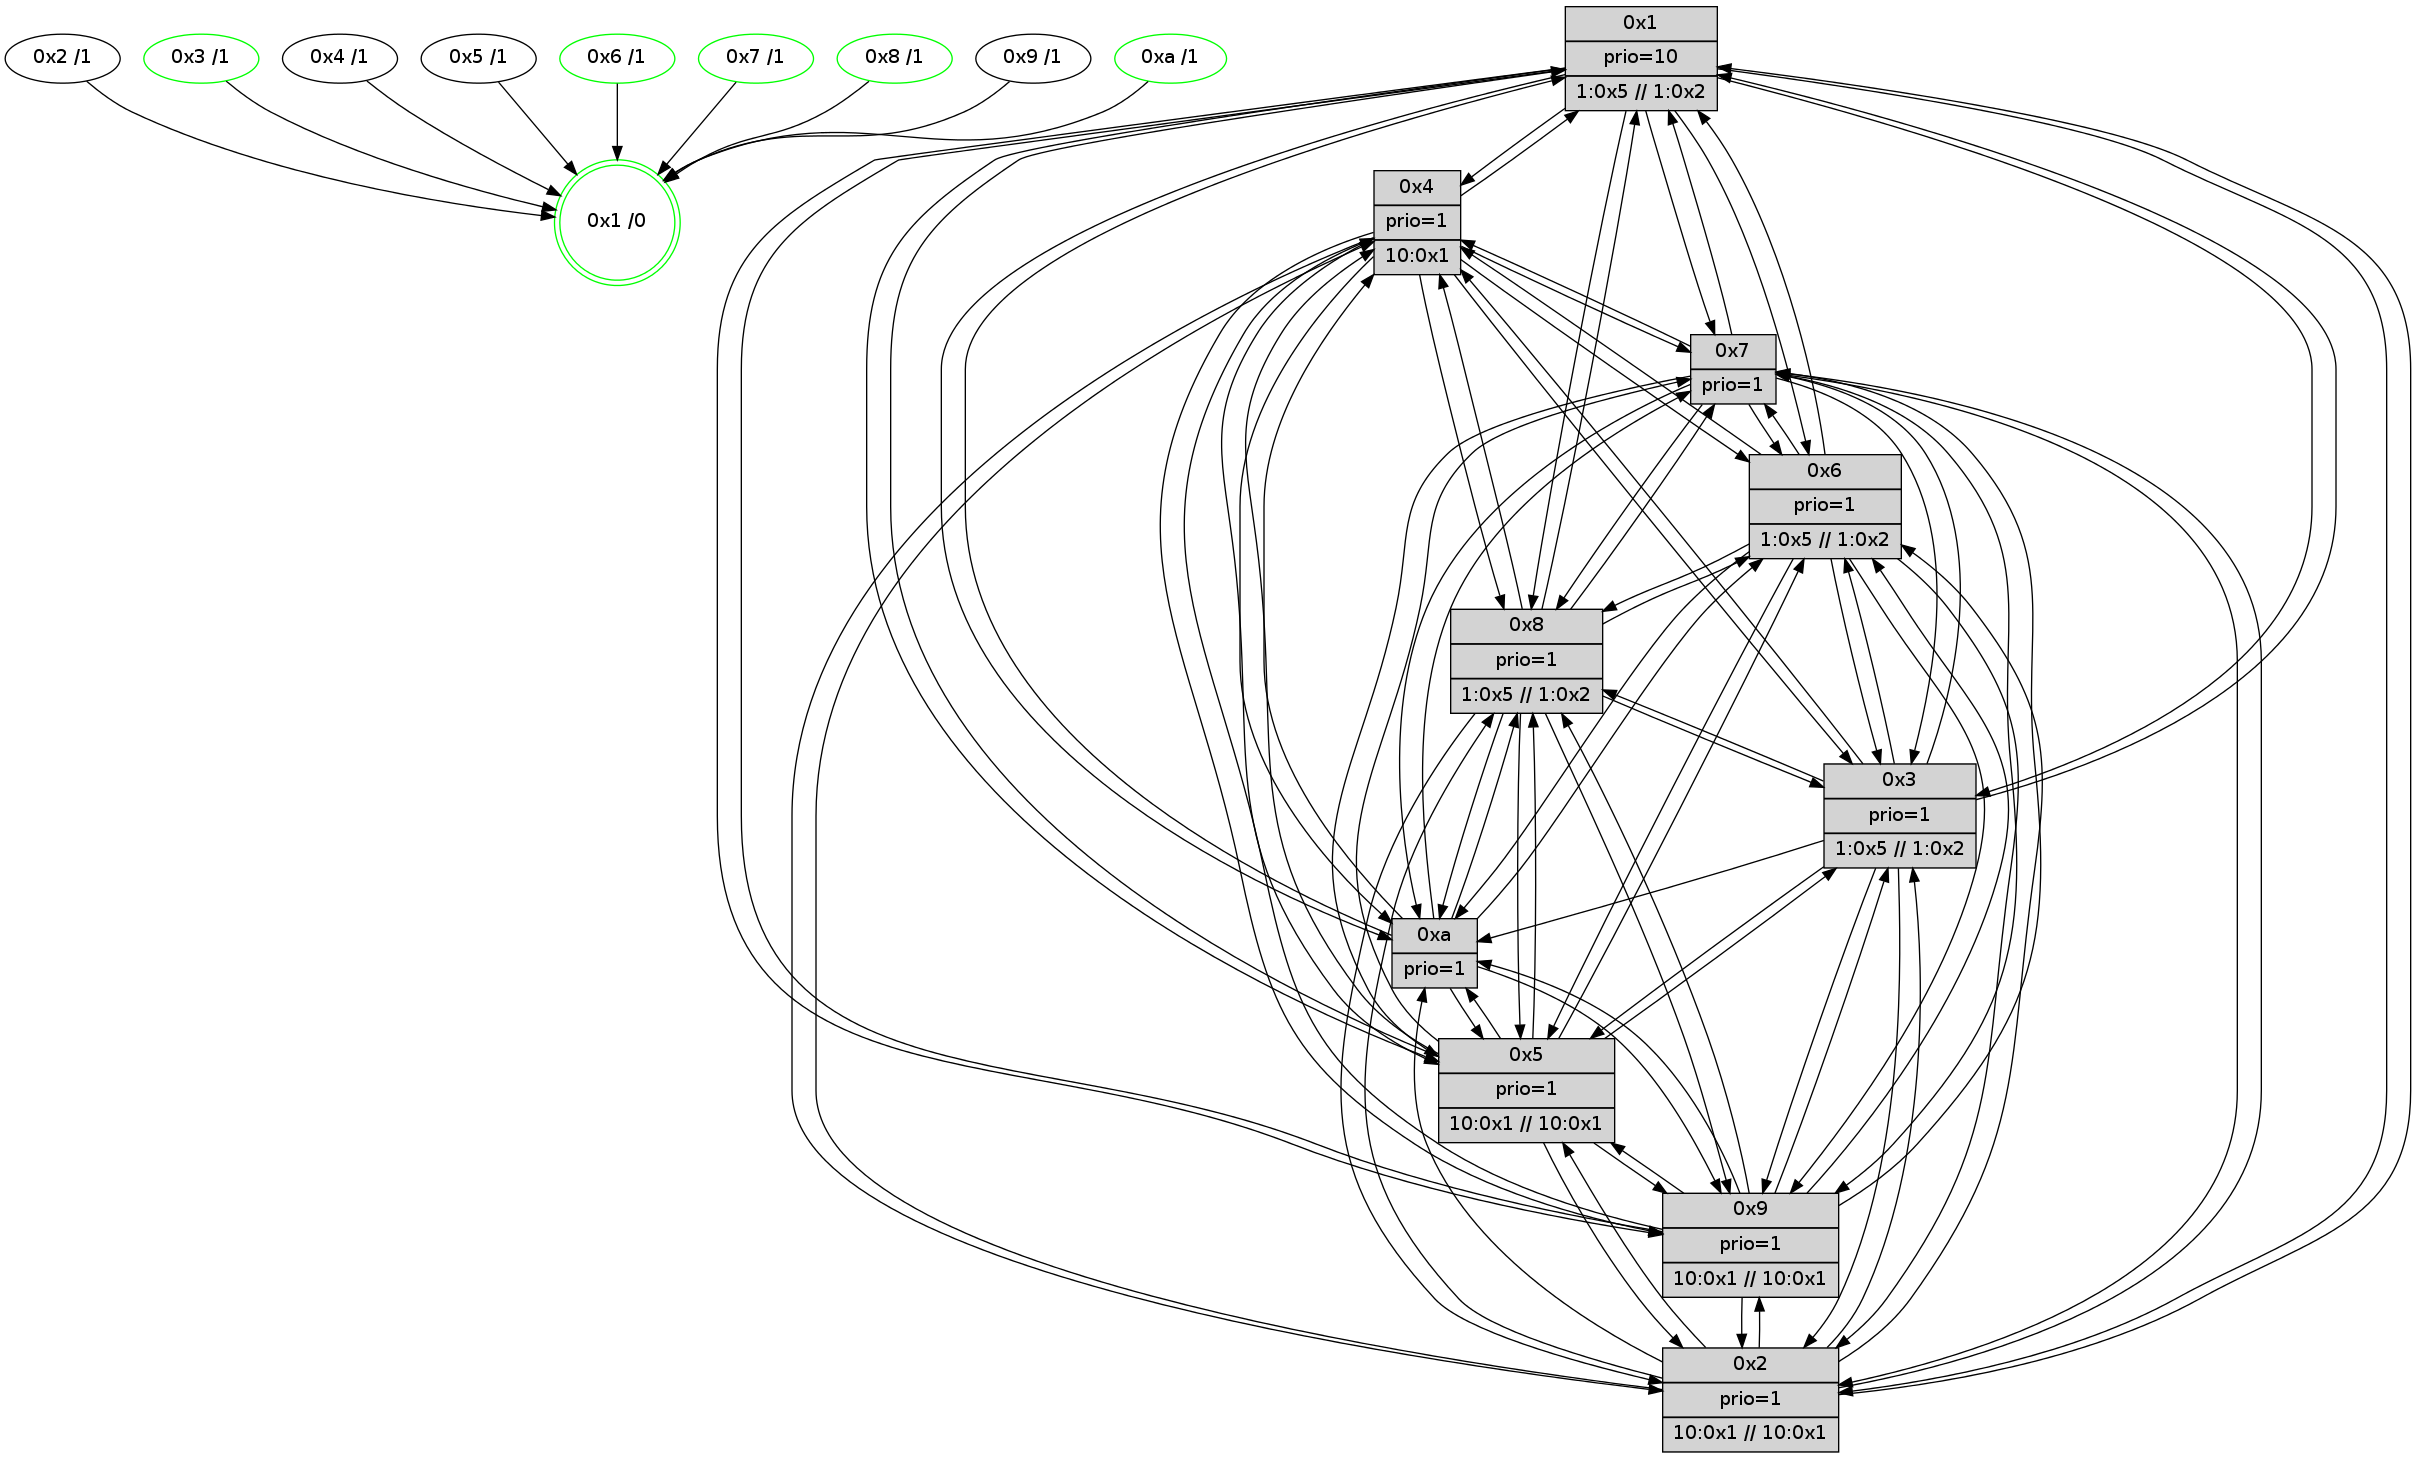 0x2 /1
0x3 /1
0x4 /1
0x5 /1
0x6 /1
0x7 /1
0x8 /1
0x9 /1
0xa /1
0x1 /0
0x1
prio=10
1:0x5 // 1:0x2
0x4
prio=1
10:0x1
0x7
prio=1
0x6
prio=1
1:0x5 // 1:0x2
0x8
prio=1
1:0x5 // 1:0x2
0x3
prio=1
1:0x5 // 1:0x2
0xa
prio=1
0x5
prio=1
10:0x1 // 10:0x1
0x9
prio=1
10:0x1 // 10:0x1
0x2
prio=1
10:0x1 // 10:0x1